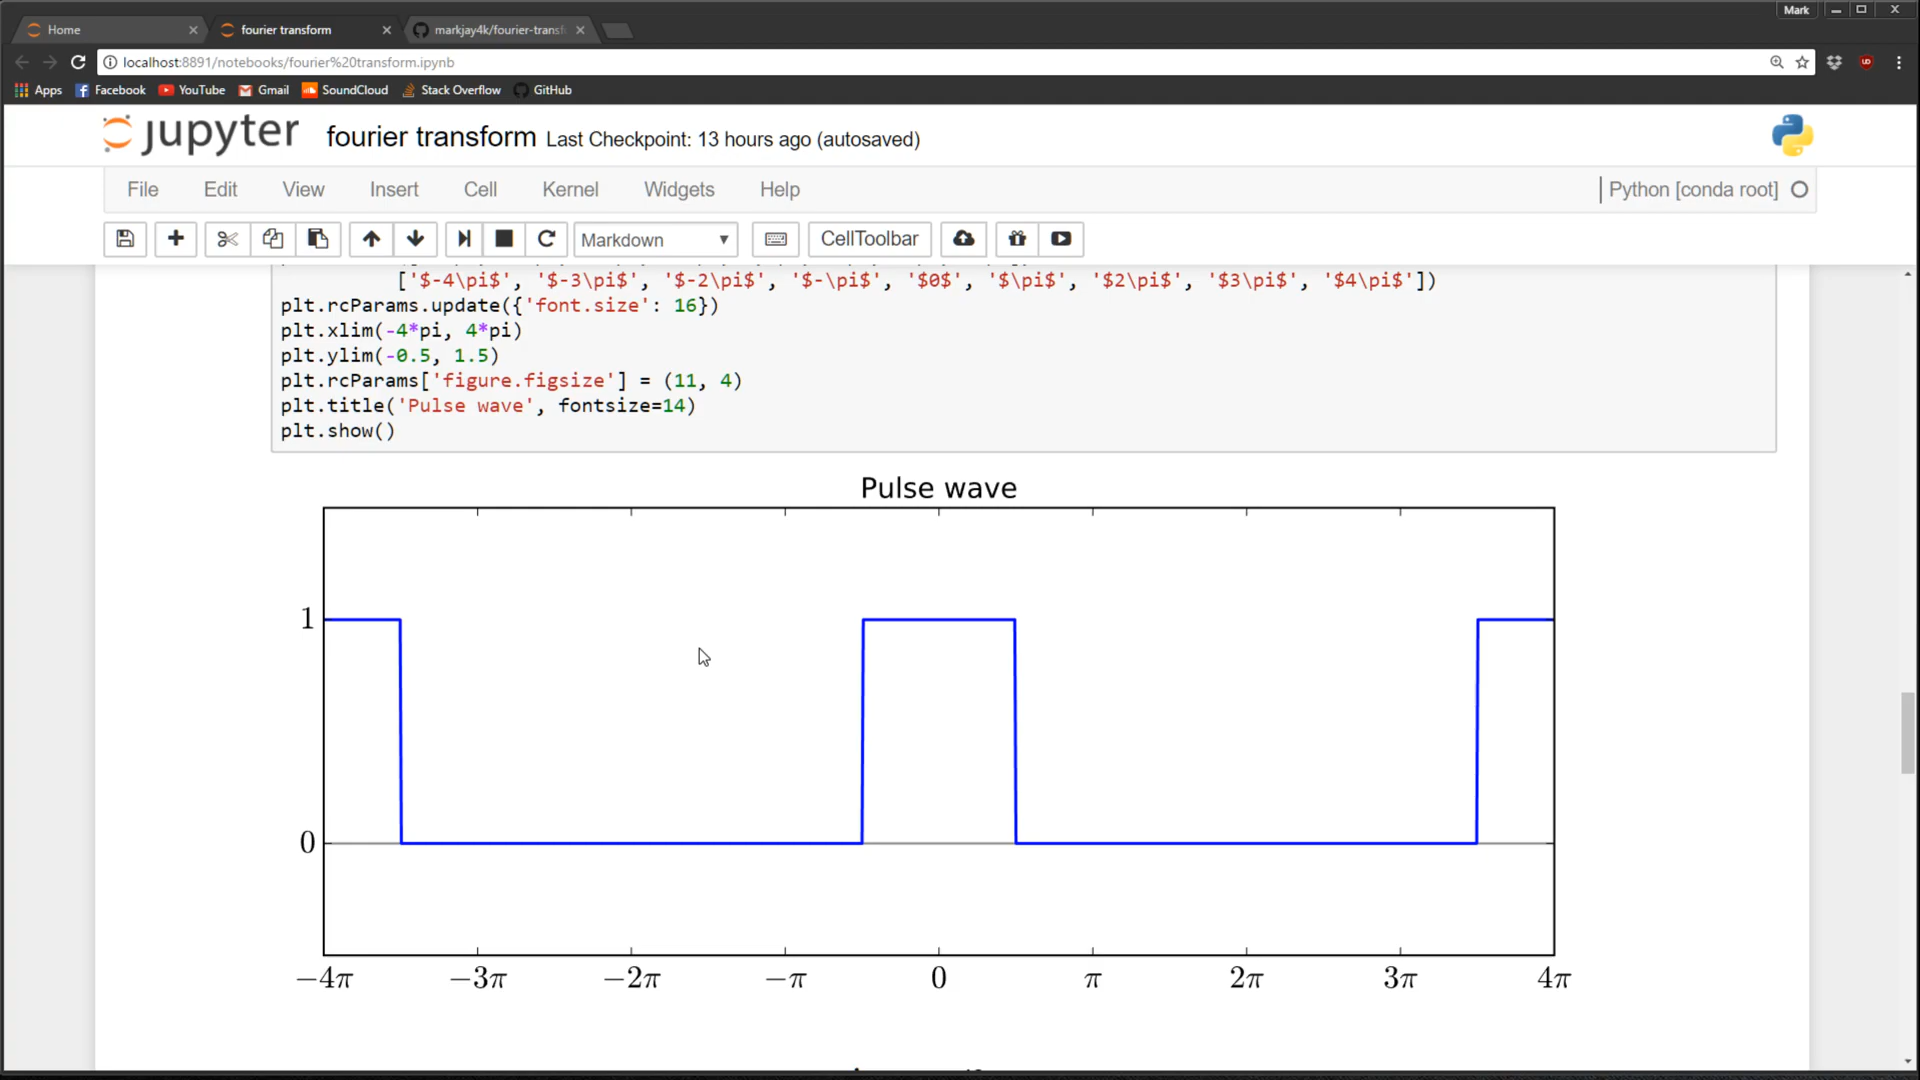 Mark
Home
fourier transform
markjay4k/fourier-transf
localhost:8891/notebooks/fourier%20transform.ipynb
Apps
Facebook
YouTube
Gmail
SoundCloud
Stack Overflow
GitHub
jupyter
fourier transform
Last Checkpoint: 13 hours ago (autosaved)
File
Edit
View
Insert
Cell
Kernel
Widgets
Help
Python [conda root]
Markdown
CellToolbar
['$-4\pi$', '$-3\pi$', '$-2\pi$', '$-\pi$', '$0$', '$\pi$', '$2\pi$', '$3\pi$', '$4\pi$'])
plt.rcParams.update({'font.size': 16})
plt.xlim(-4*pi, 4*pi)
plt.ylim(-0.5, 1.5)
plt.rcParams['figure.figsize'] = (11, 4)
plt.title('Pulse wave', fontsize=14)
plt.show()
Pulse wave
1
0
−4π −3π −2π −π 0 π 2π 3π 4π